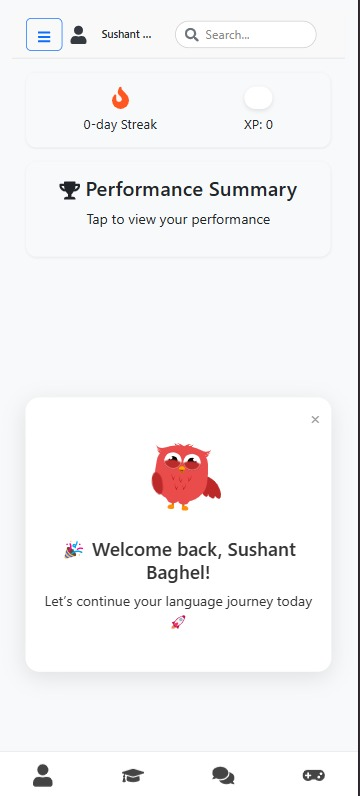 Sushant ...
Search...
0-day Streak
XP: 0
Performance Summary
Tap to view your performance
×
🎉 Welcome back, Sushant
Baghel!
Let’s continue your language journey today
🚀